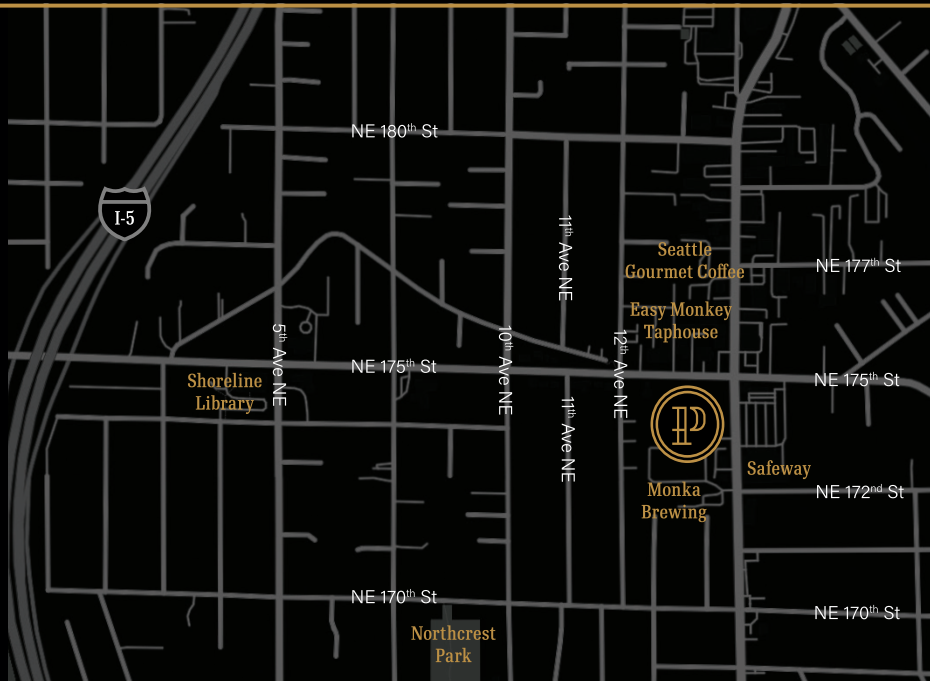 NE 180th St
I-5
11th Ave NE
Seattle
Gourmet Coffee
NE 177th St
Easy Monkey
Taphouse
5th Ave NE
10th Ave NE
12th Ave NE
NE 175th St
NE 175th St
Shoreline
Library
11th Ave NE
P
Safeway
Monka
Brewing
NE 172nd St
NE 170th St
NE 170th St
Northcrest
Park